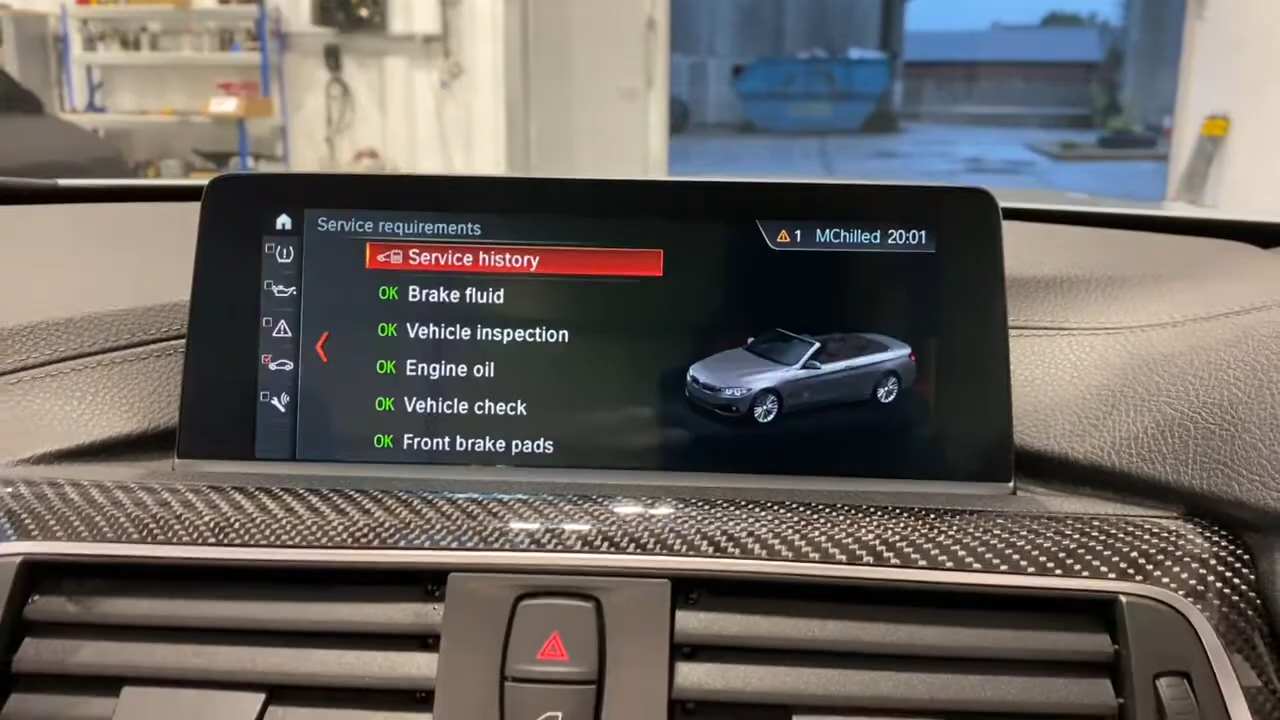 Service requirements
1 MChilled 20:01
Service history
OK Brake fluid
OK Vehicle inspection
OK Engine oil
OK Vehicle check
OK Front brake pads